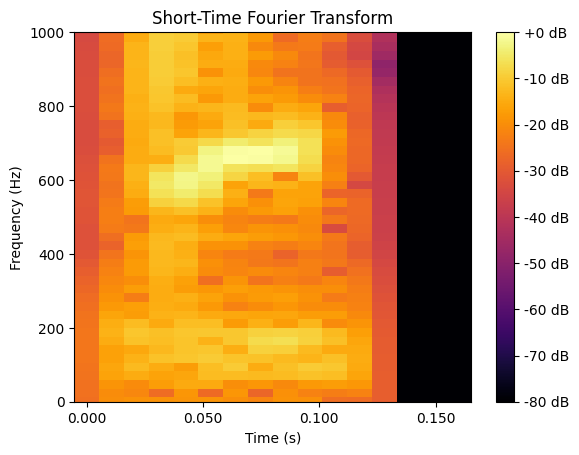 Short-Time Fourier Transform
Frequency (Hz)
1000
800
600
400
200
0
0.000
0.050
0.100
0.150
Time (s)
+0 dB
-10 dB
-20 dB
-30 dB
-40 dB
-50 dB
-60 dB
-70 dB
-80 dB